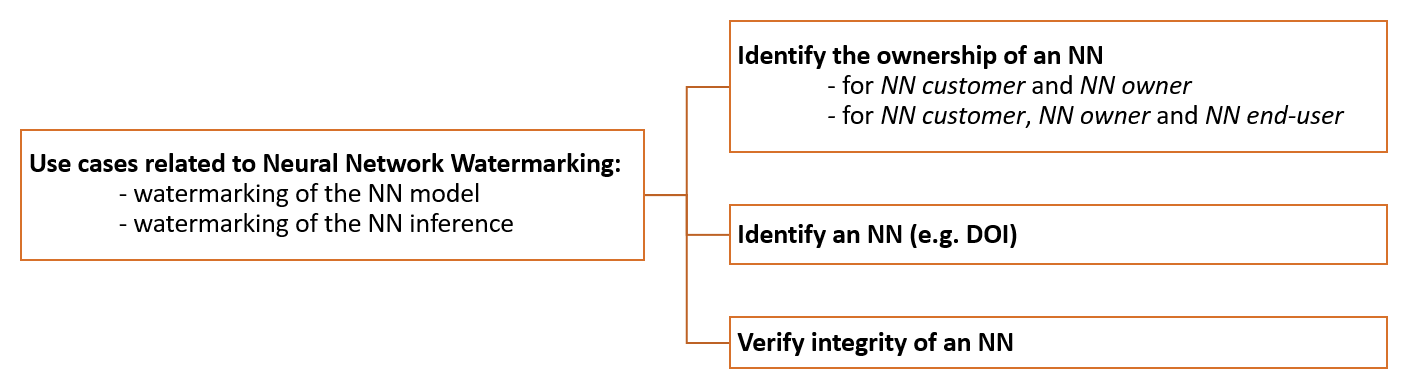 Use cases related to Neural Network Watermarking:
- watermarking of the NN model
- watermarking of the NN inference
Identify the ownership of an NN
- for NN customer and NN owner
- for NN customer, NN owner and NN end-user
Identify an NN (e.g. DOI)
Verify integrity of an NN